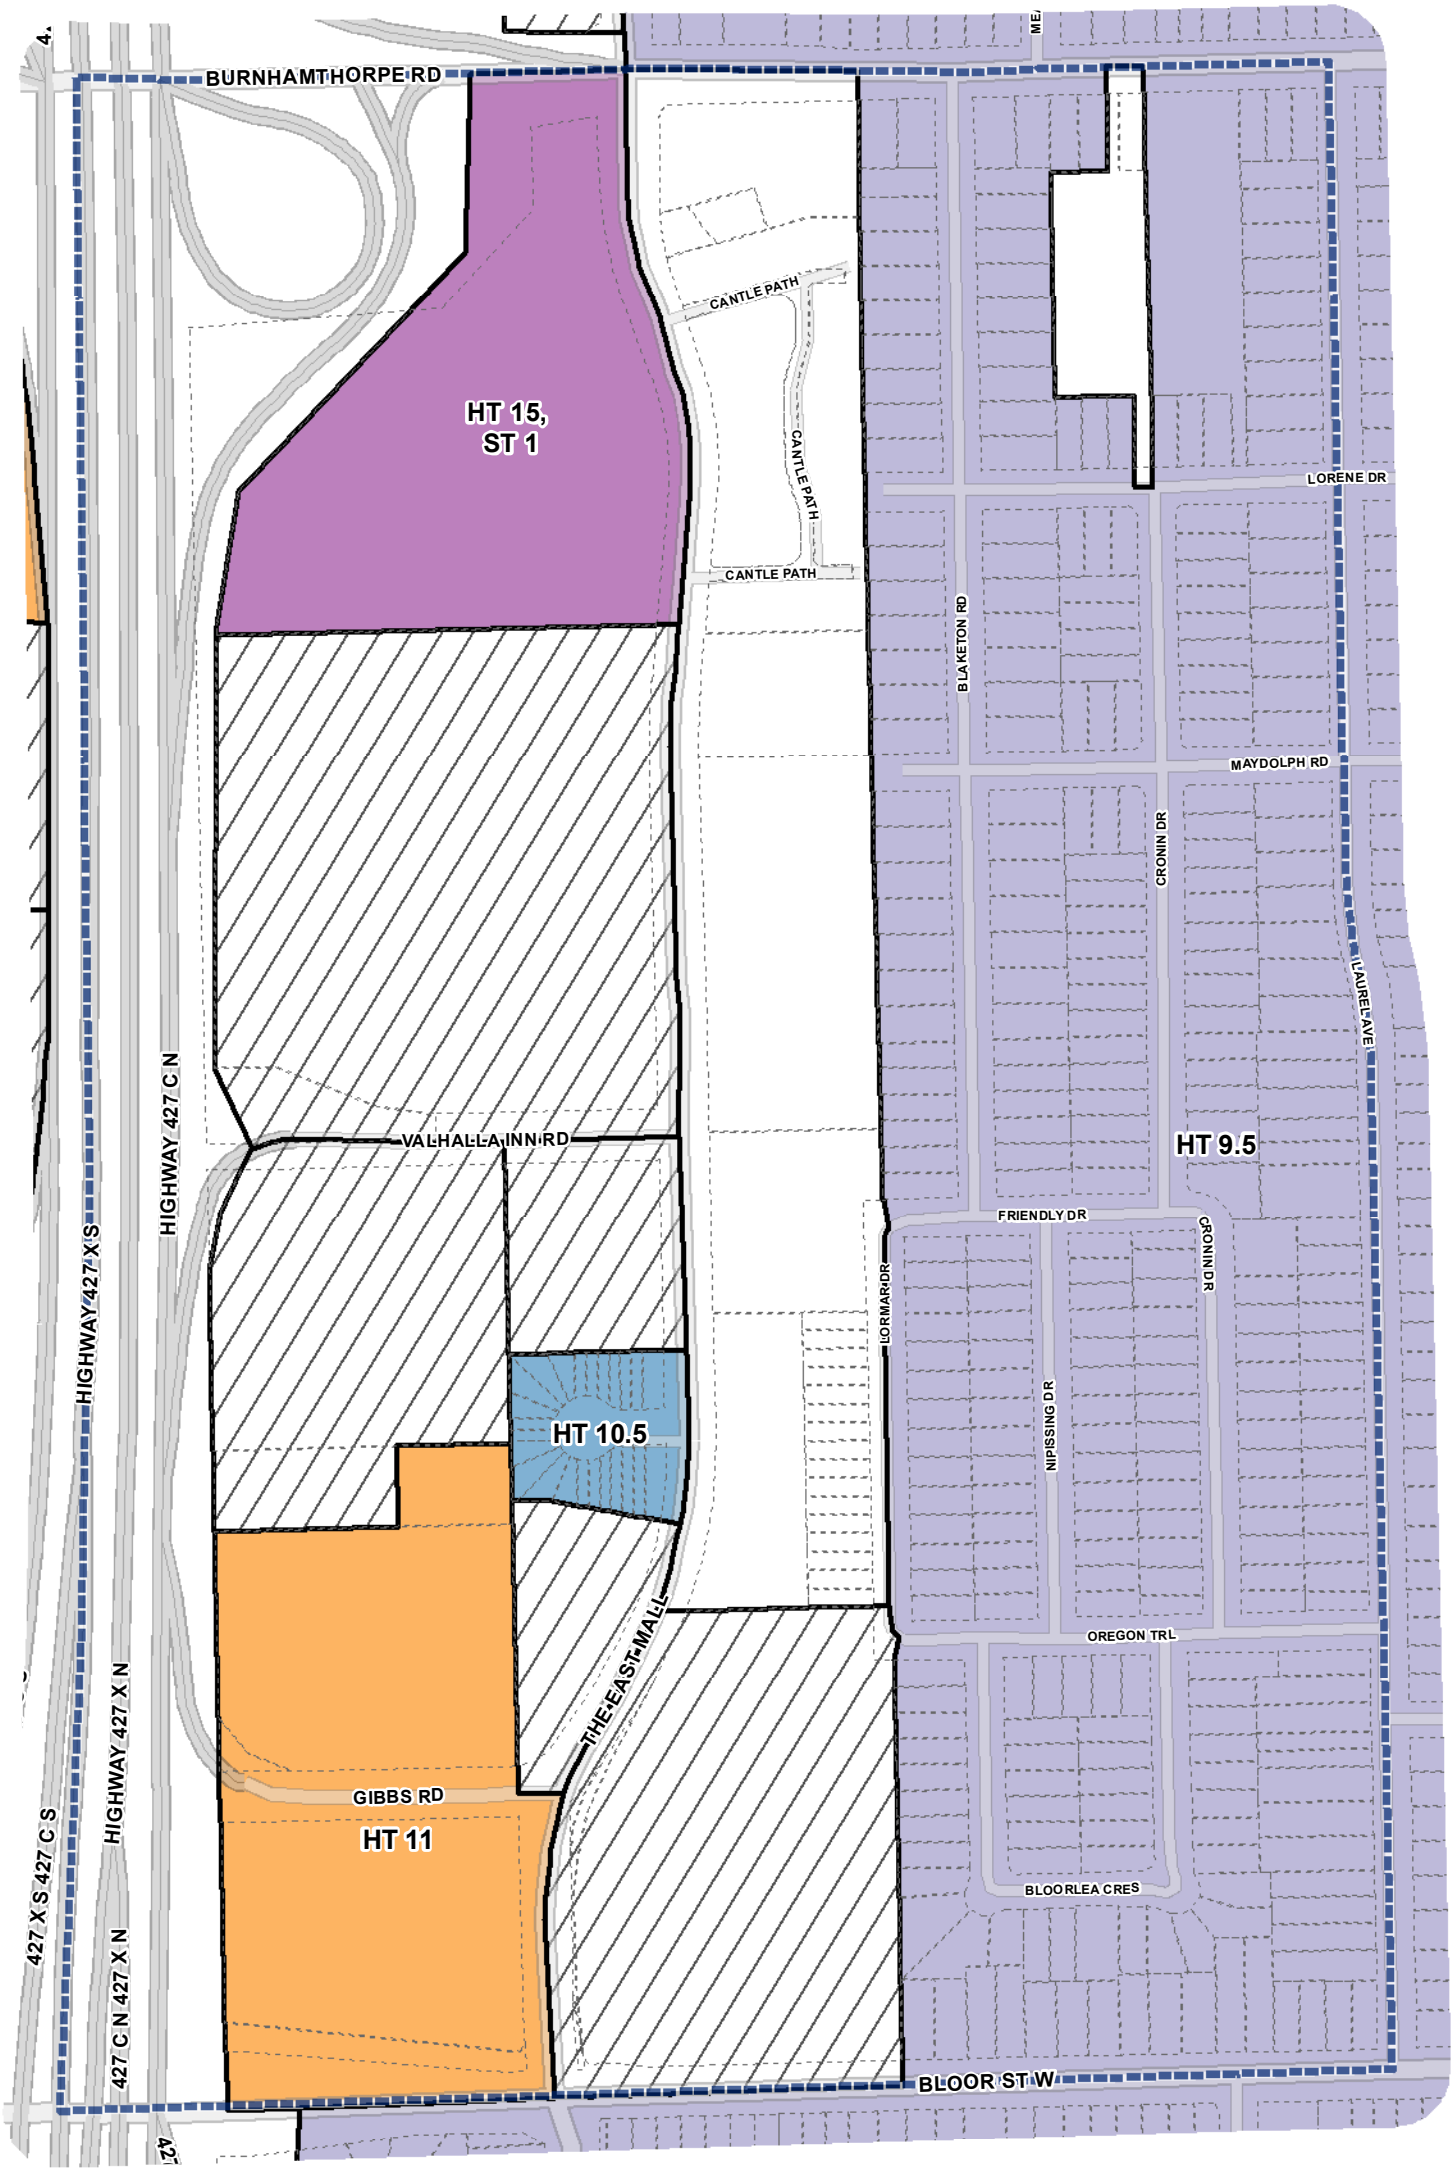 BURNHAMTHORPE RD
CANTLE PATH
HT 15,
ST 1
CANTLE PATH
LORENE DR
CANTLE PATH
BLAKETON RD
MAYDOLPH RD
CRONIN DR
LAUREL AVE
HIGHWAY 427 C N
VALHALLA INN RD
HT 9.5
FRIENDLY DR
CRONIN DR
LORMAR DR
HIGHWAY 427 X S
NIPISSING DR
HT 10.5
OREGON TRL
THE EAST MALL
HIGHWAY 427 X N
GIBBS RD
HT 11
427 X S 427 C S
BLOORLEA CRES
427 C N 427 X N
BLOOR ST W
427